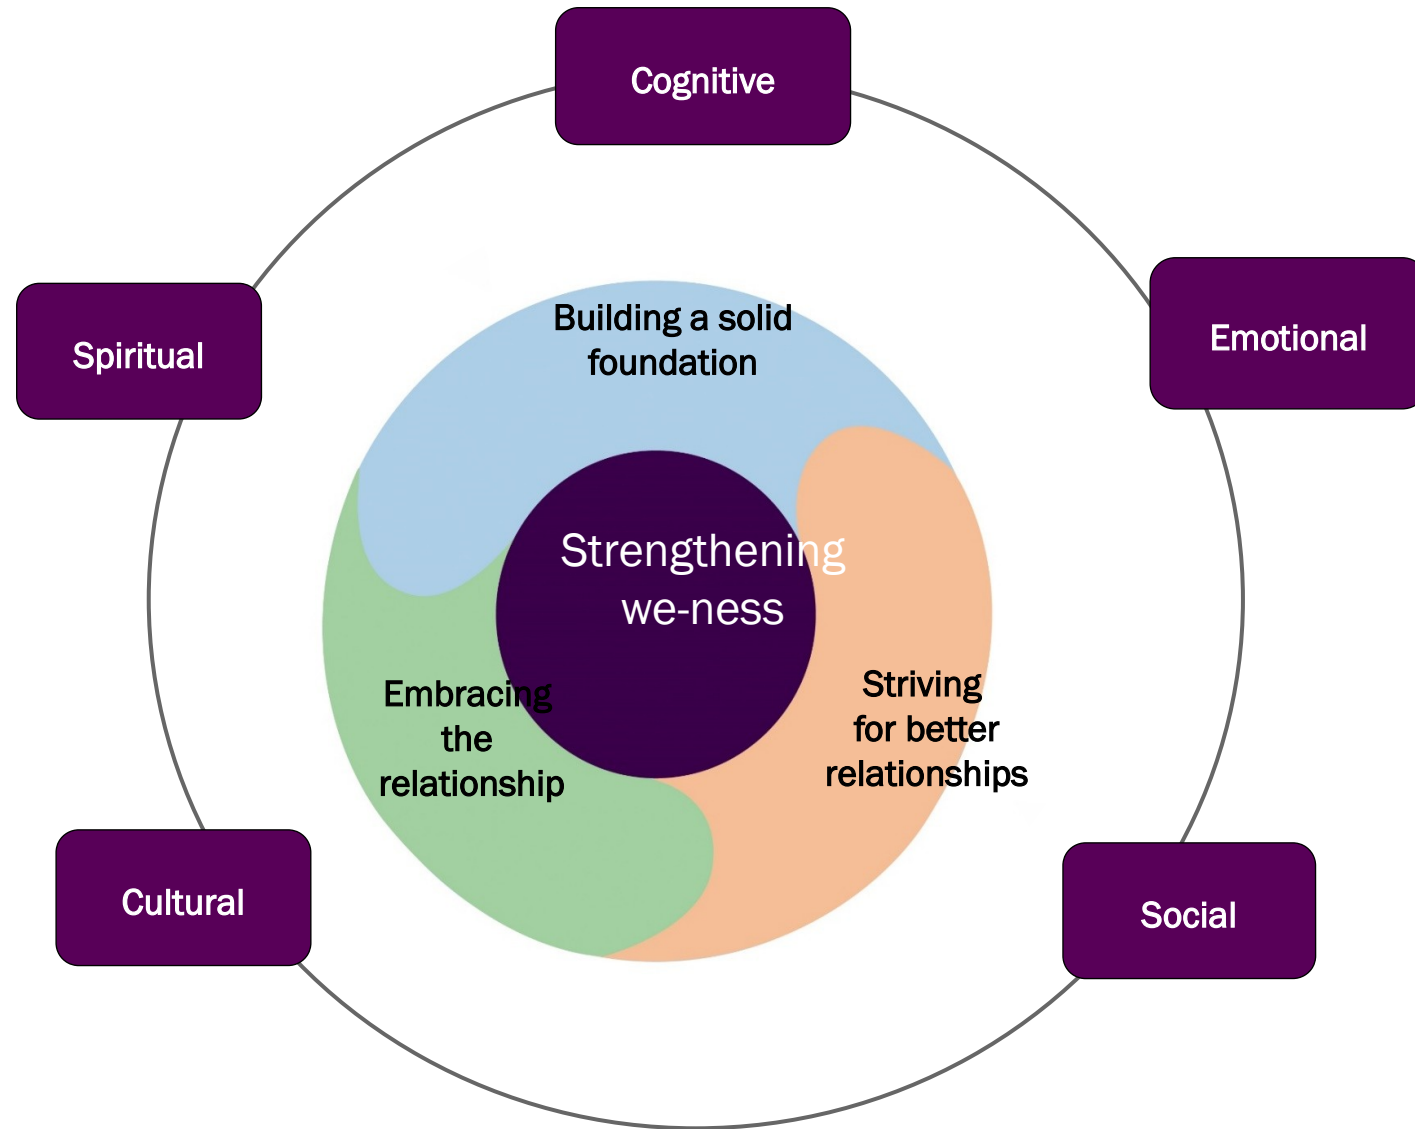 Cognitive
Spiritual
Emotional
Building a solid
foundation
Strengthening
we-ness
Embracing
the
relationship
Striving
for better
relationships
Cultural
Social